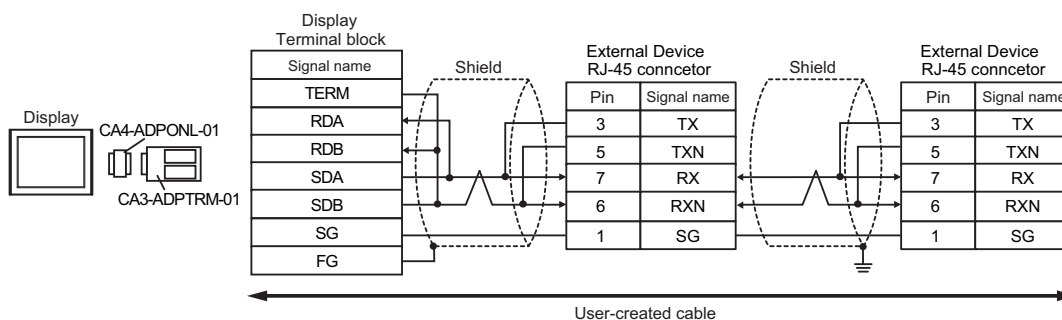 Display
Terminal block
Signal name
TERM
RDA
RDB
SDA
SDB
SG
FG
Display
CA4-ADPONL-01
CA3-ADPTRM-01
Shield
External Device
RJ-45 conncetor
Pin Signal name
3 TX
5 TXN
7 RX
6 RXN
1 SG
Shield
External Device
RJ-45 conncetor
Pin Signal name
3 TX
5 TXN
7 RX
6 RXN
1 SG
User-created cable